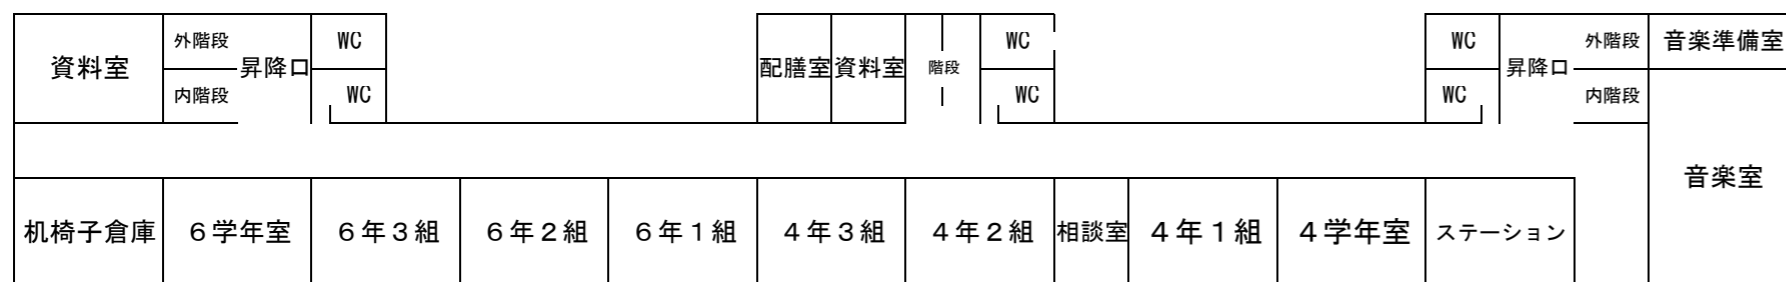 資料室
外階段
内階段
昇降口
WC
WC
配膳室
資料室
階段
WC
WC
WC
WC
昇降口
外階段
内階段
音楽準備室
音楽室
机椅子倉庫
６学年室
６年３組
６年２組
６年１組
４年３組
４年２組
相談室
４年１組
４学年室
ステーション